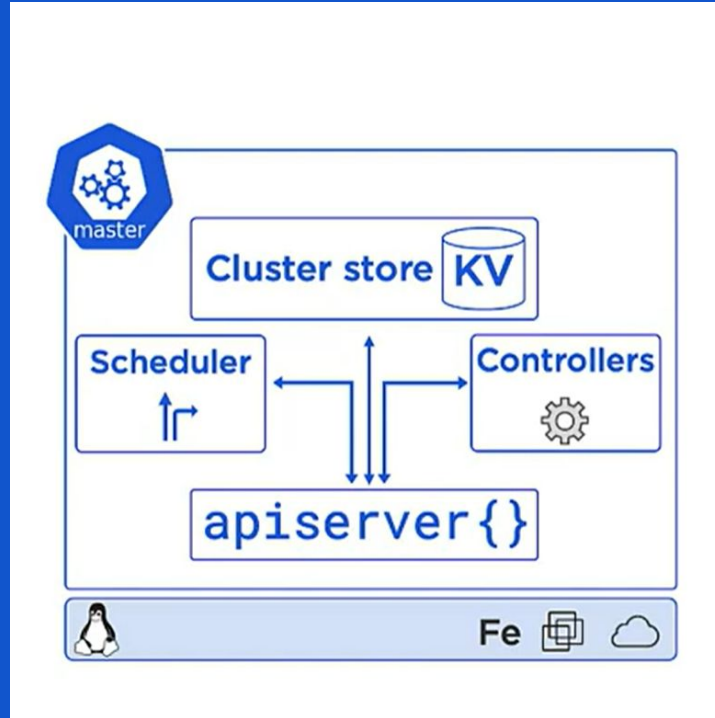 master
Cluster store KV
Scheduler
Controllers
apiserver{}
Fe